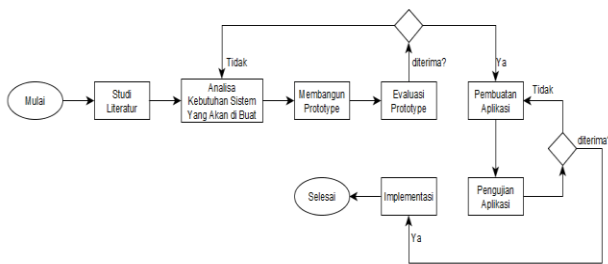 Mulai
Studi
Literatur
Analisa
Kebutuhan Sistem
Yang Akan di Buat
Membangun
Prototype
Evaluasi
Prototype
diterima?
Tidak
Ya
Pembuatan
Aplikasi
Pengujian
Aplikasi
Tidak
diterima?
Ya
Implementasi
Selesai